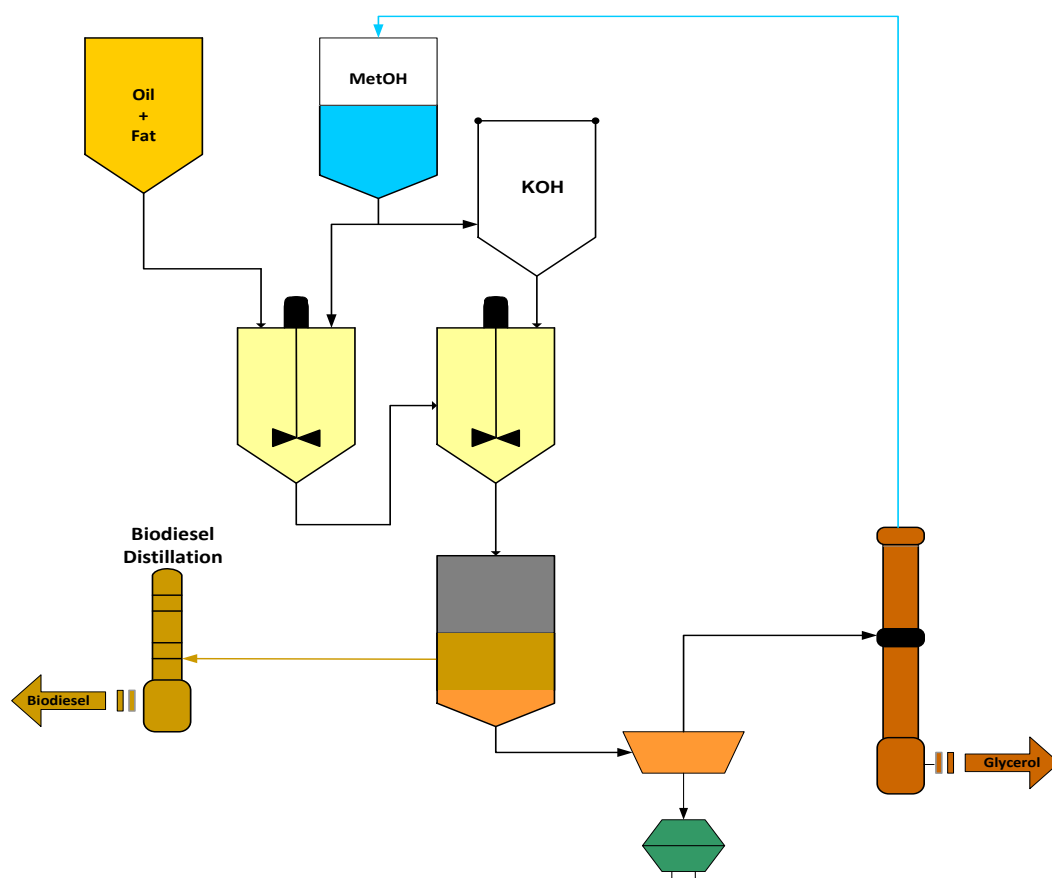 Oil
+
Fat
MetOH
KOH
Biodiesel
Distillation
Biodiesel
Glycerol